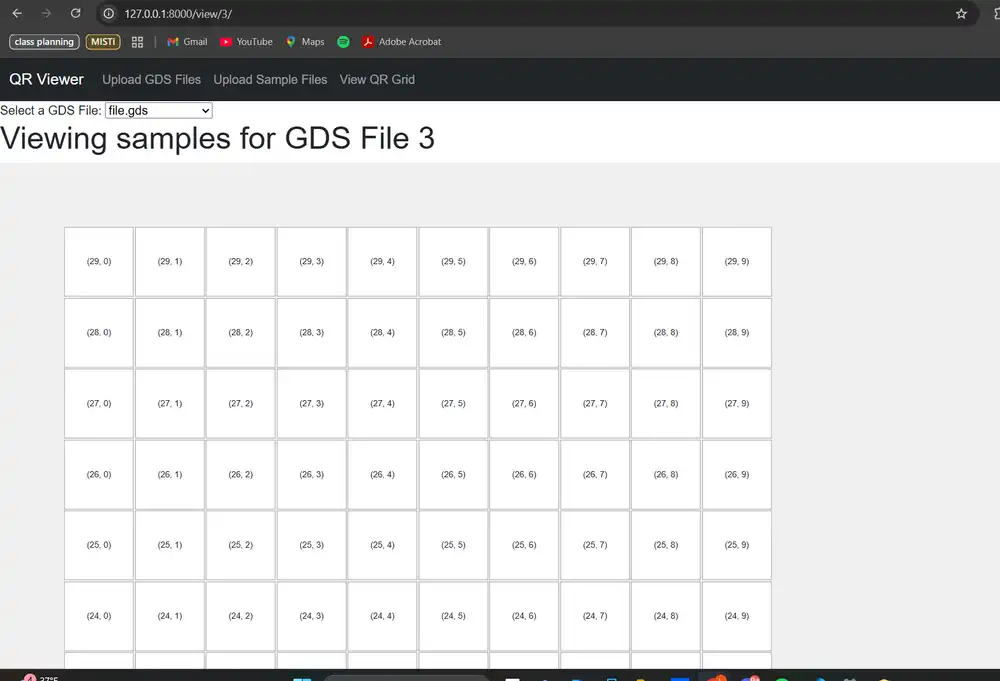 127.0.0.1:8000/view/3/
class planning MISTI Gmail YouTube Maps Adobe Acrobat
QR Viewer Upload GDS Files Upload Sample Files View QR Grid
Select a GDS File: file.gds
Viewing samples for GDS File 3
(29, 0) (29, 1) (29, 2) (29, 3) (29, 4) (29, 5) (29, 6) (29, 7) (29, 8) (29, 9)
(28, 0) (28, 1) (28, 2) (28, 3) (28, 4) (28, 5) (28, 6) (28, 7) (28, 8) (28, 9)
(27, 0) (27, 1) (27, 2) (27, 3) (27, 4) (27, 5) (27, 6) (27, 7) (27, 8) (27, 9)
(26, 0) (26, 1) (26, 2) (26, 3) (26, 4) (26, 5) (26, 6) (26, 7) (26, 8) (26, 9)
(25, 0) (25, 1) (25, 2) (25, 3) (25, 4) (25, 5) (25, 6) (25, 7) (25, 8) (25, 9)
(24, 0) (24, 1) (24, 2) (24, 3) (24, 4) (24, 5) (24, 6) (24, 7) (24, 8) (24, 9)